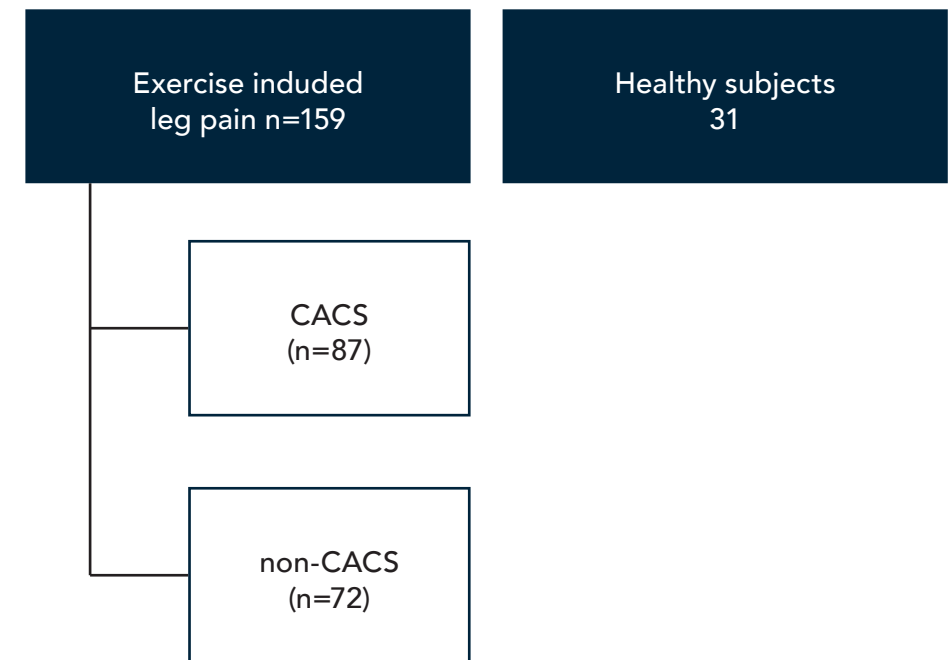 Exercise induded
leg pain n=159
Healthy subjects
31
CACS
(n=87)
non-CACS
(n=72)